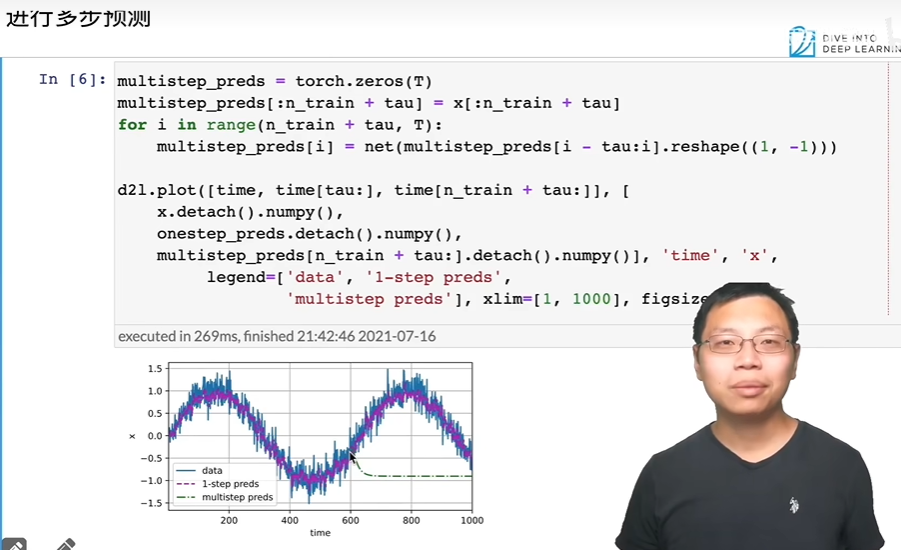 进行多步预测
DIVE INTO
DEEP LEARNIN
In [6]:
multistep_preds = torch.zeros(T)
multistep_preds[:n_train + tau] = x[:n_train + tau]
for i in range(n_train + tau, T):
    multistep_preds[i] = net(multistep_preds[i - tau:i].reshape((1, -1)))
d2l.plot([time, time[tau:], time[n_train + tau:]], [
    x.detach().numpy(),
    onestep_preds.detach().numpy(),
    multistep_preds[n_train + tau:].detach().numpy()], 'time', 'x',
         legend=['data', '1-step preds',
                 'multistep preds'], xlim=[1, 1000], figsize
executed in 269ms, finished 21:42:46 2021-07-16
1.5
1.0
0.5
0.0
−0.5
−1.0
−1.5
x
data
1-step preds
multistep preds
200 400 600 800 1000
time